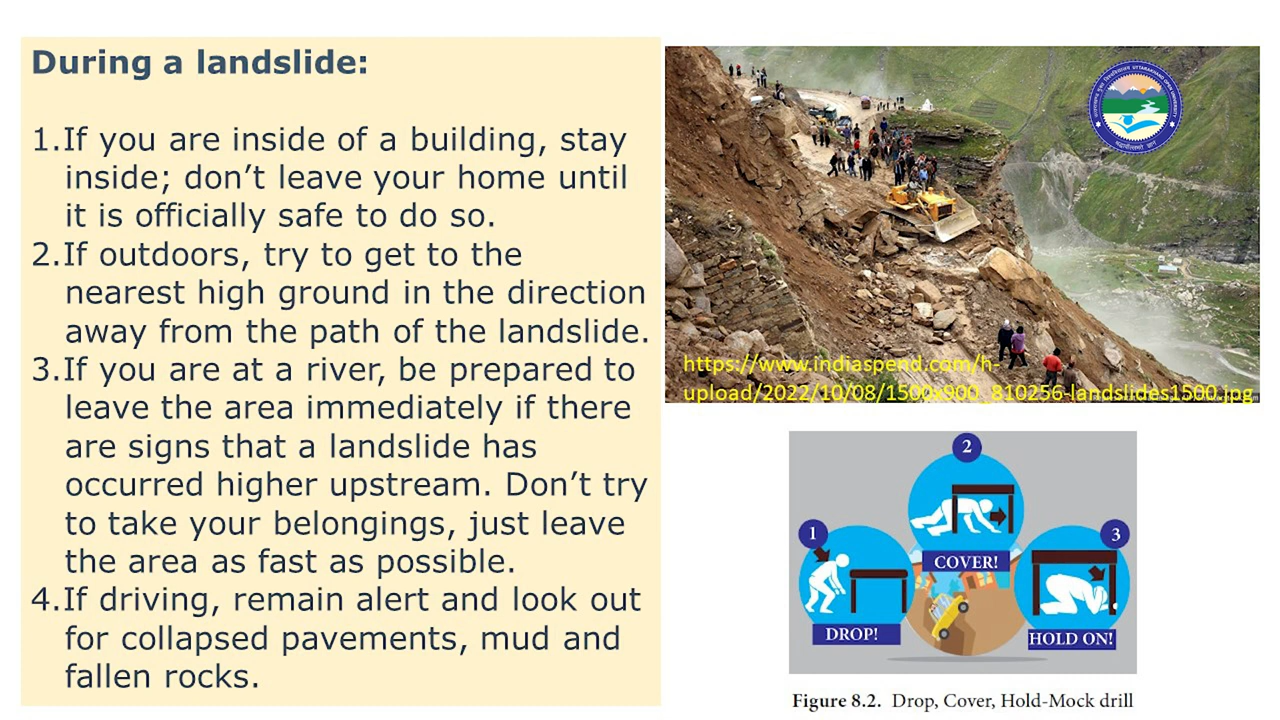 During a landslide:
1.If you are inside of a building, stay
inside; don’t leave your home until
it is officially safe to do so.
2.If outdoors, try to get to the
nearest high ground in the direction
away from the path of the landslide.
3.If you are at a river, be prepared to
leave the area immediately if there
are signs that a landslide has
occurred higher upstream. Don’t try
to take your belongings, just leave
the area as fast as possible.
4.If driving, remain alert and look out
for collapsed pavements, mud and
fallen rocks.
UTTARAKHAND OPEN UNIVERSITY
https://www.indiaspend.com/h-
upload/2022/10/08/1500x900_810256-landslides1500.jpg
2
COVER!
1
DROP!
3
HOLD ON!
Figure 8.2. Drop, Cover, Hold-Mock drill